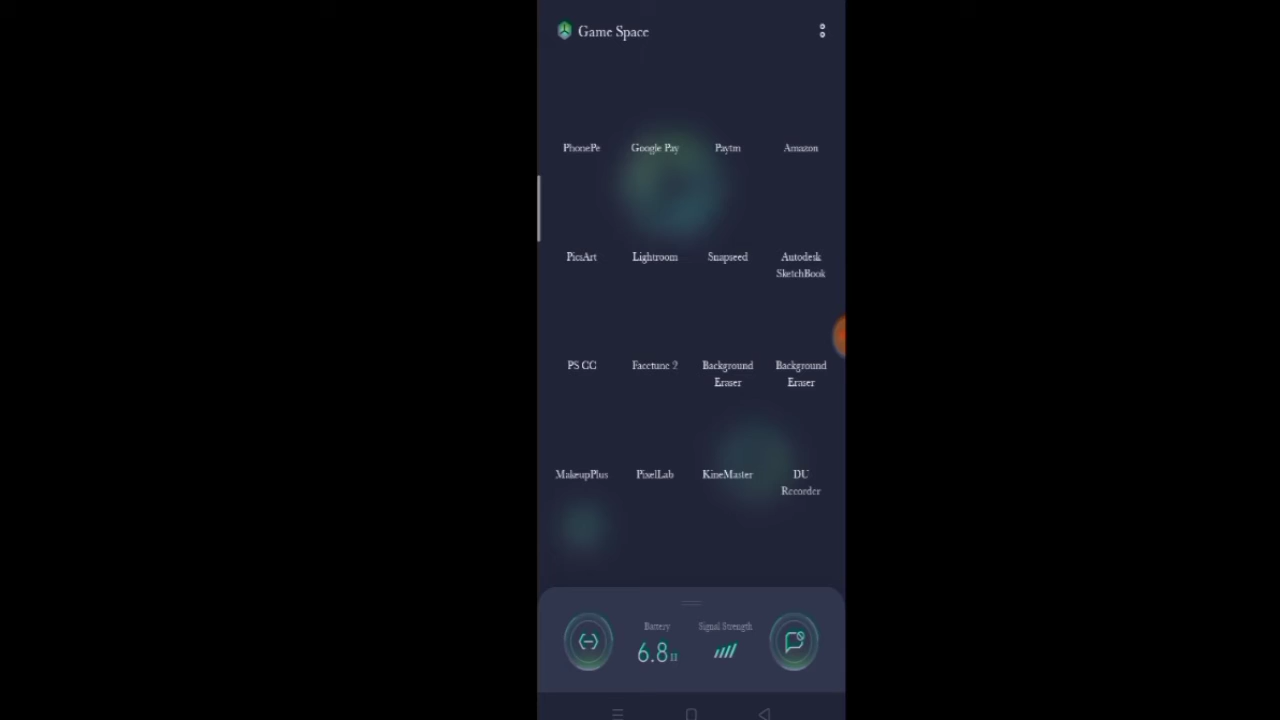 Game Space
PhonePe Google Pay Paytm Amazon
PicsArt Lightroom Snapseed Autodesk
SketchBook
PS CC Facetune 2 Background Background
Eraser Eraser
MakeupPlus PixelLab KineMaster DU
Recorder
Battery Signal Strength
6.8H